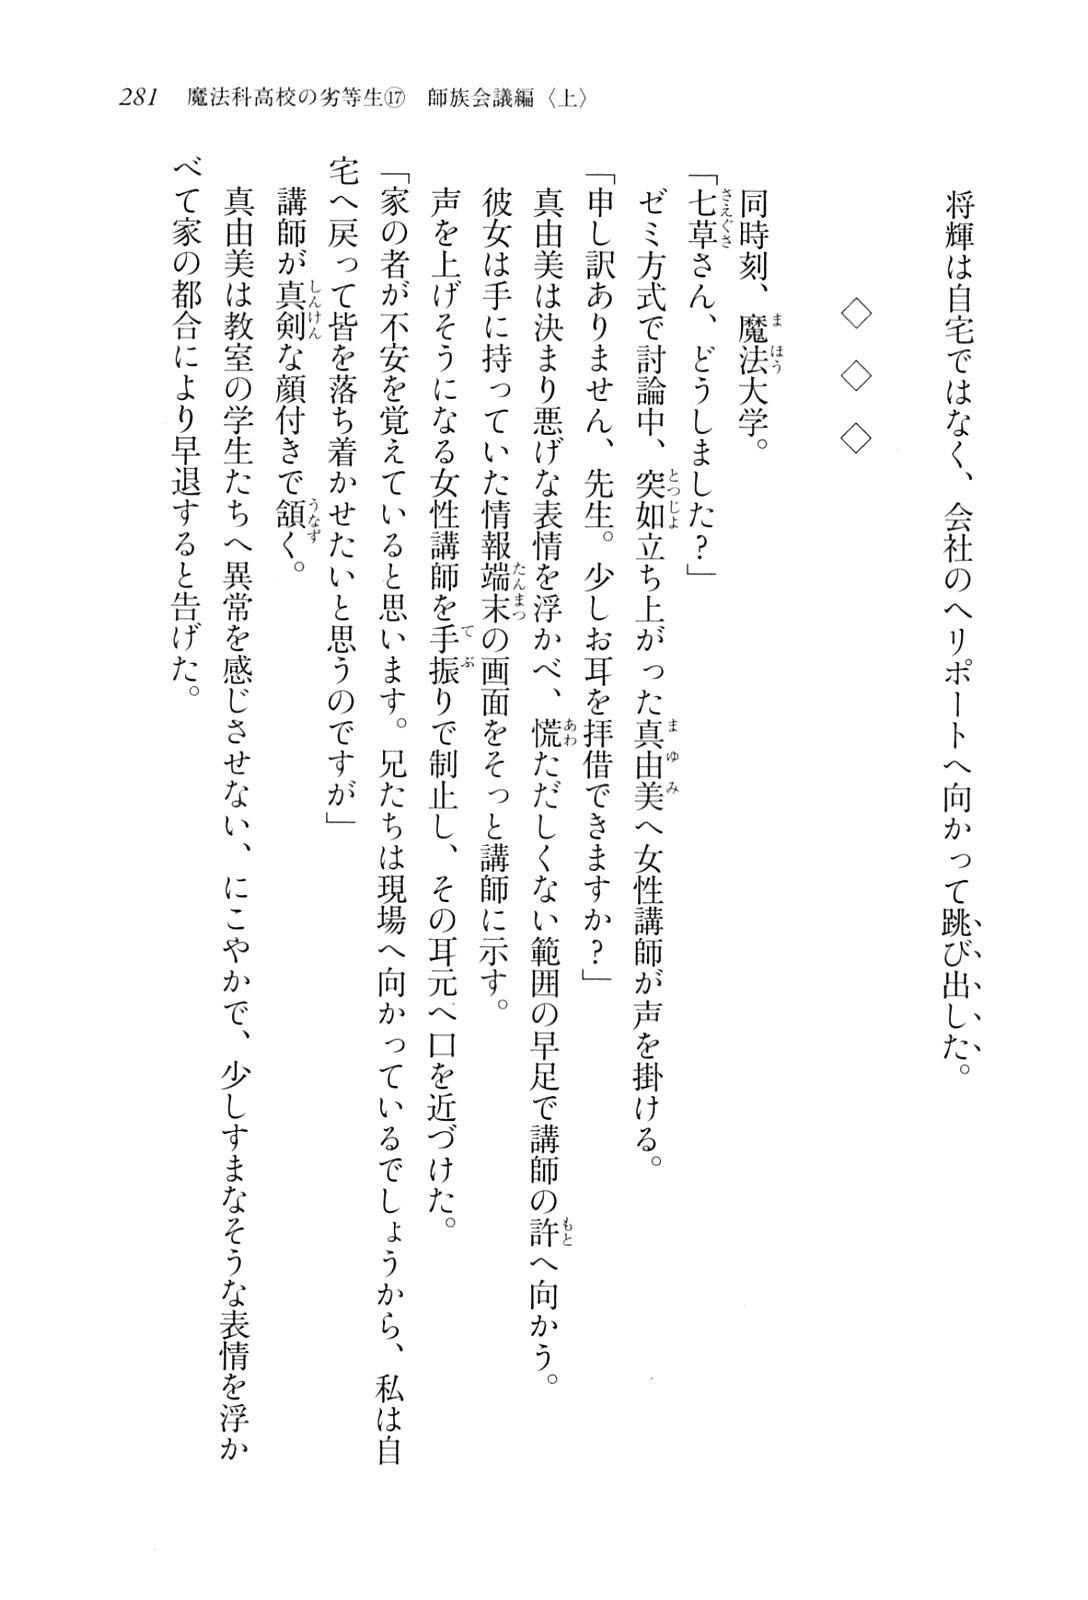 281　魔法科高校の劣等生⑰　師族会議編〈上〉
将輝は自宅ではなく、会社のヘリポートへ向かって跳び出した。
◇　◇　◇
同時刻、魔法大学。
「七草さん、どうしました？」
ゼミ方式で討論中、突如立ち上がった真由美へ女性講師が声を掛ける。
「申し訳ありません、先生。少しお耳を拝借できますか？」
真由美は決まり悪げな表情を浮かべ、慌ただしくない範囲の早足で講師の許へ向かう。
彼女は手に持っていた情報端末の画面をそっと講師に示す。
声を上げそうになる女性講師を手振りで制止し、その耳元へ口を近づけた。
「家の者が不安を覚えていると思います。兄たちは現場へ向かっているでしょうから、私は自
宅へ戻って皆を落ち着かせたいと思うのですが」
講師が真剣な顔付きで頷く。
真由美は教室の学生たちへ異常を感じさせない、にこやかで、少しすまなそうな表情を浮か
べて家の都合により早退すると告げた。